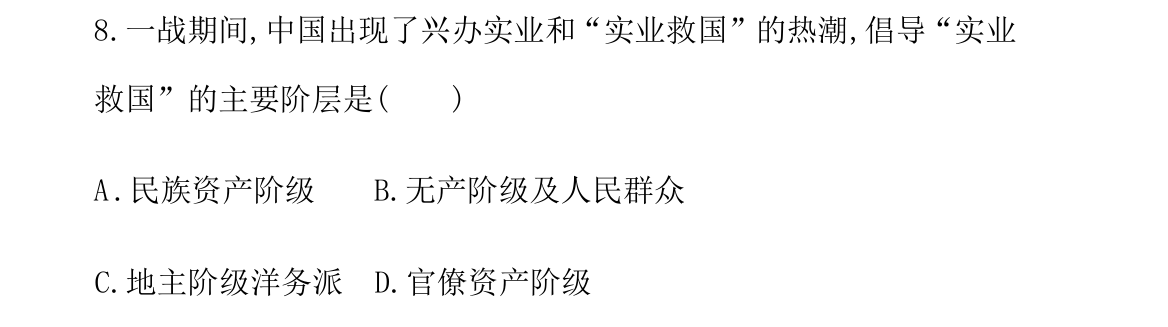 8.一战期间,中国出现了兴办实业和“实业救国”的热潮,倡导“实业
救国”的主要阶层是(　　)
A.民族资产阶级　　B.无产阶级及人民群众
C.地主阶级洋务派　D.官僚资产阶级